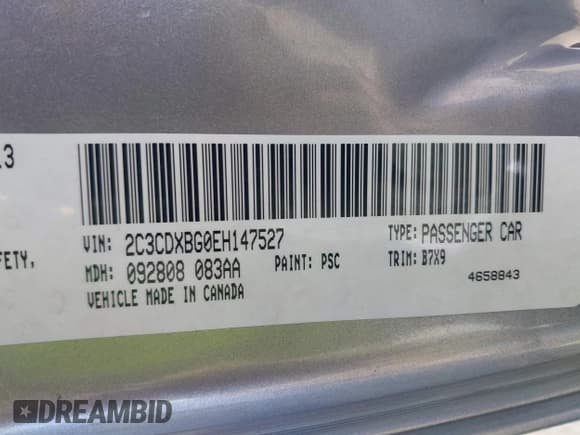 13
VIN: 2C3CDXBG0EH147527
TYPE: PASSENGER CAR
FETY,
MDH: 092808 083AA
PAINT: PSC
TRIM: B7X9
VEHICLE MADE IN CANADA
4658843
DREAMBID